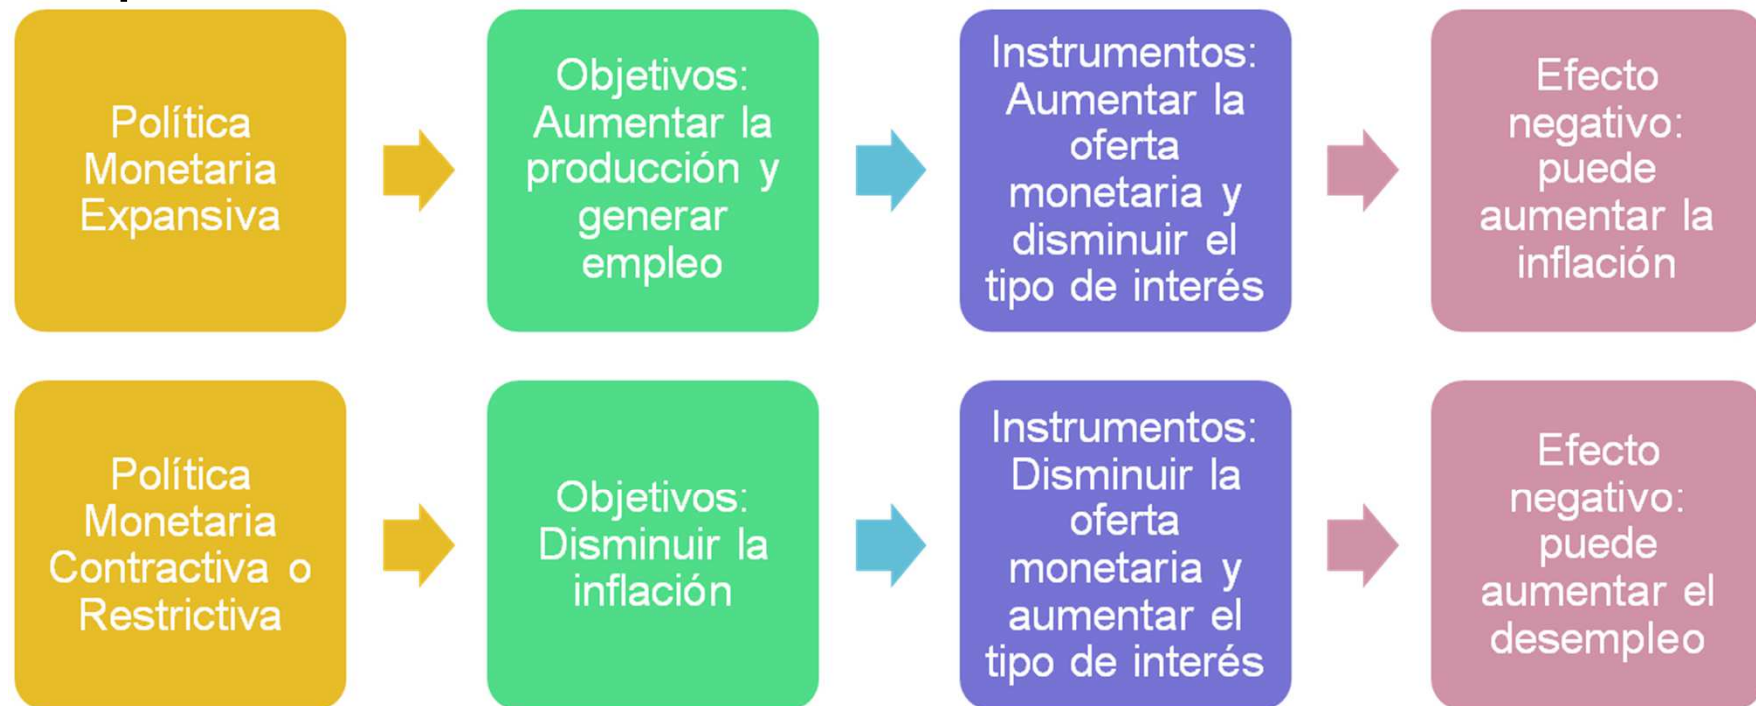 Política
Monetaria
Expansiva
Objetivos:
Aumentar la
producción y
generar
empleo
Instrumentos:
Aumentar la
oferta
monetaria y
disminuir el
tipo de interés
Efecto
negativo:
puede
aumentar la
inflación
Política
Monetaria
Contractiva o
Restrictiva
Objetivos:
Disminuir la
inflación
Instrumentos:
Disminuir la
oferta
monetaria y
aumentar el
tipo de interés
Efecto
negativo:
puede
aumentar el
desempleo